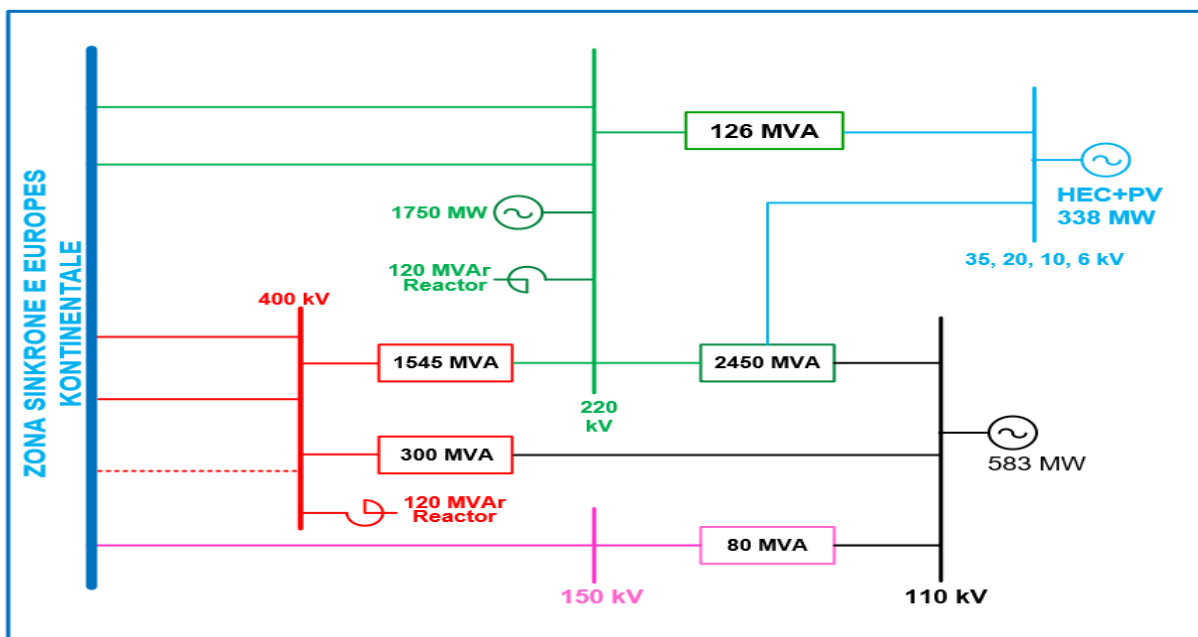 ZONA SINKRONE E EUROPES
KONTINENTALE
126 MVA
HEC+PV
338 MW
35, 20, 10, 6 kV
1750 MW
120 MVAr
Reactor
400 kV
1545 MVA
2450 MVA
220
kV
300 MVA
583 MW
120 MVAr
Reactor
80 MVA
150 kV
110 kV